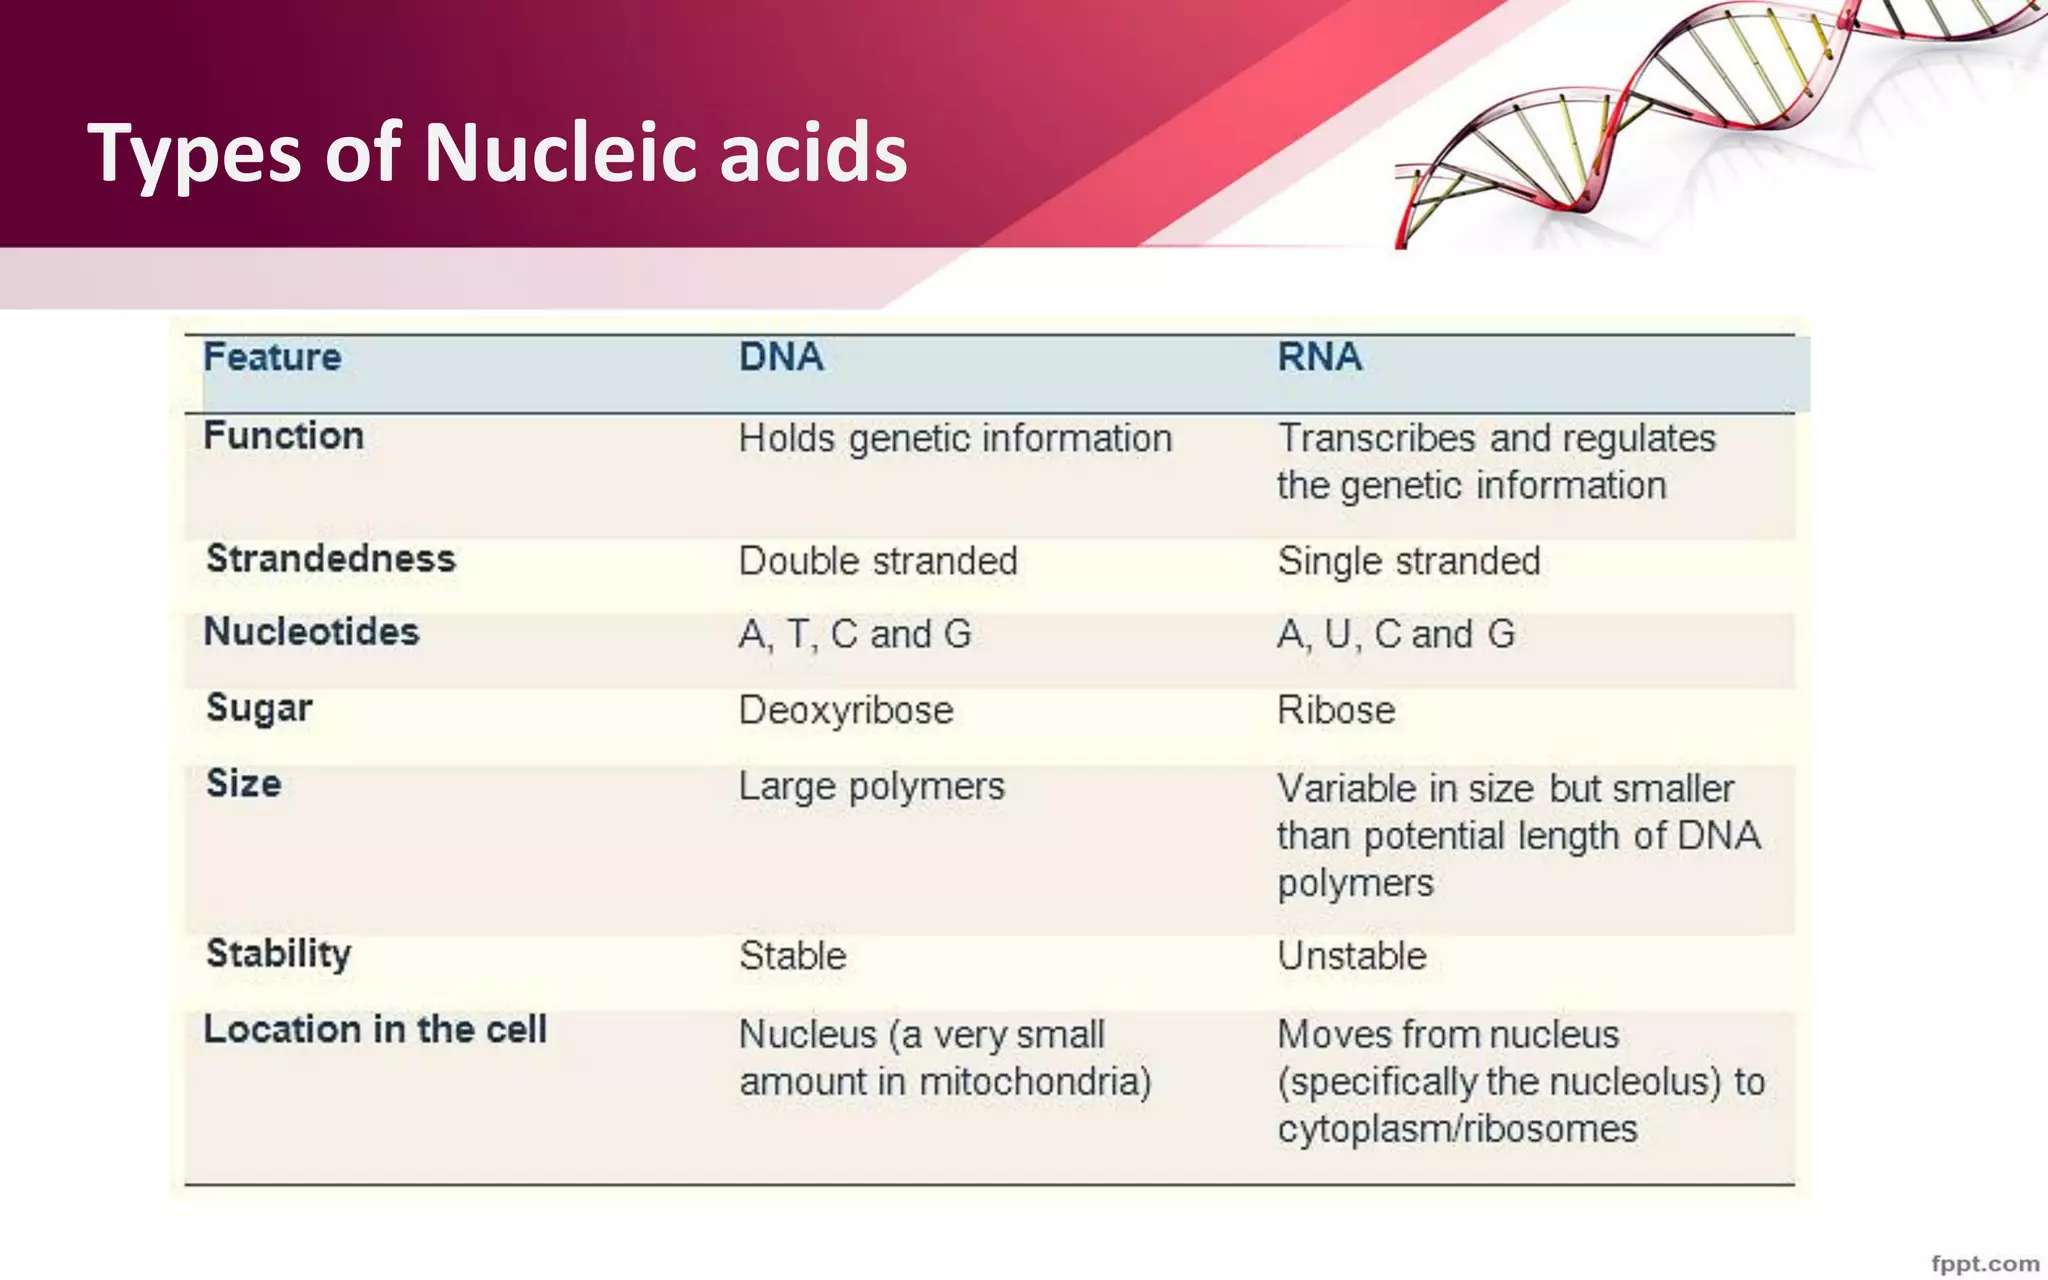 Types of Nucleic acids
Feature DNA RNA
Function Holds genetic information Transcribes and regulates
the genetic information
Strandedness Double stranded Single stranded
Nucleotides A, T, C and G A, U, C and G
Sugar Deoxyribose Ribose
Size Large polymers Variable in size but smaller
than potential length of DNA
polymers
Stability Stable Unstable
Location in the cell Nucleus (a very small Moves from nucleus
amount in mitochondria) (specifically the nucleolus) to
cytoplasm/ribosomes
fppt.com